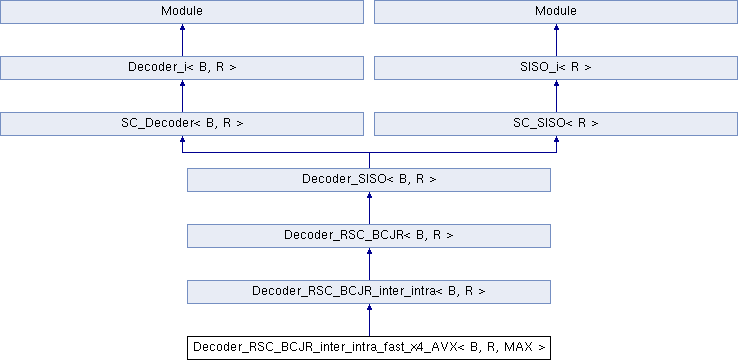 Module
Module
Decoder_i< B, R >
SISO_i< R >
SC_Decoder< B, R >
SC_SISO< R >
Decoder_SISO< B, R >
Decoder_RSC_BCJR< B, R >
Decoder_RSC_BCJR_inter_intra< B, R >
Decoder_RSC_BCJR_inter_intra_fast_x4_AVX< B, R, MAX >